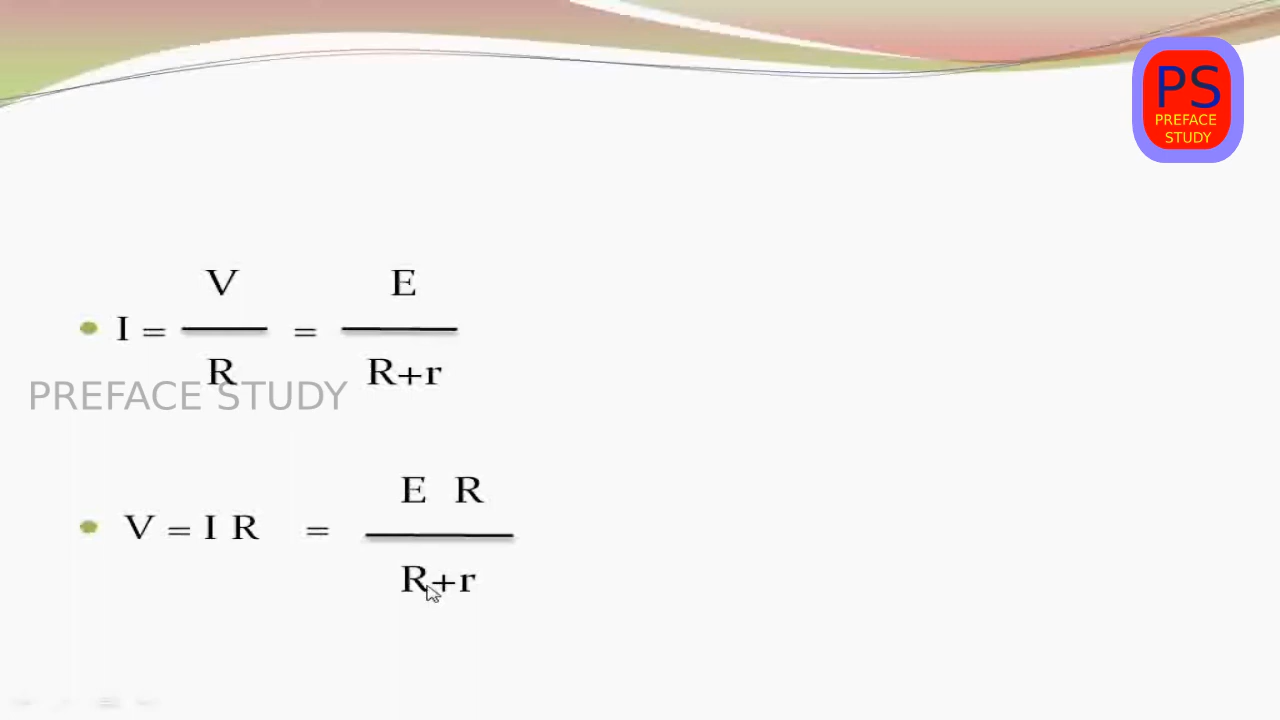 PS
PREFACE
STUDY
I = V / R = E / R+r
PREFACE STUDY
V = I R = E R / R+r